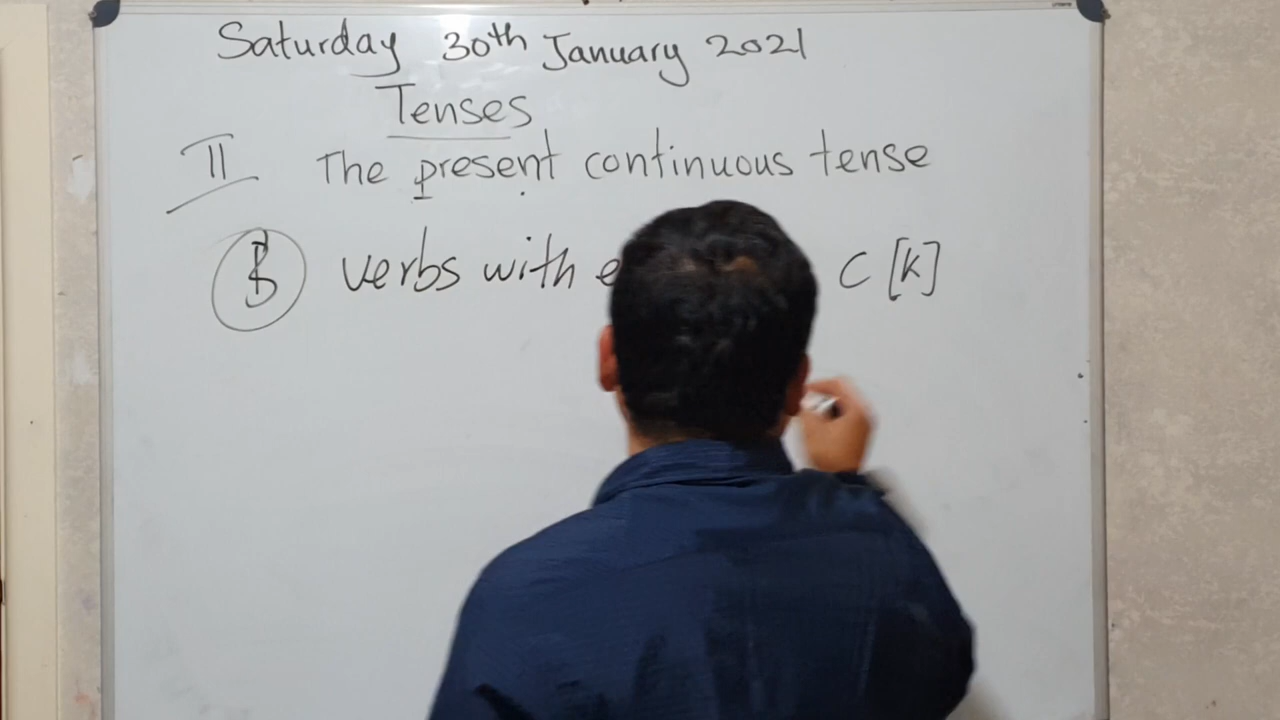 Saturday 30th January 2021
Tenses
II The present continuous tense
B verbs with C [k]